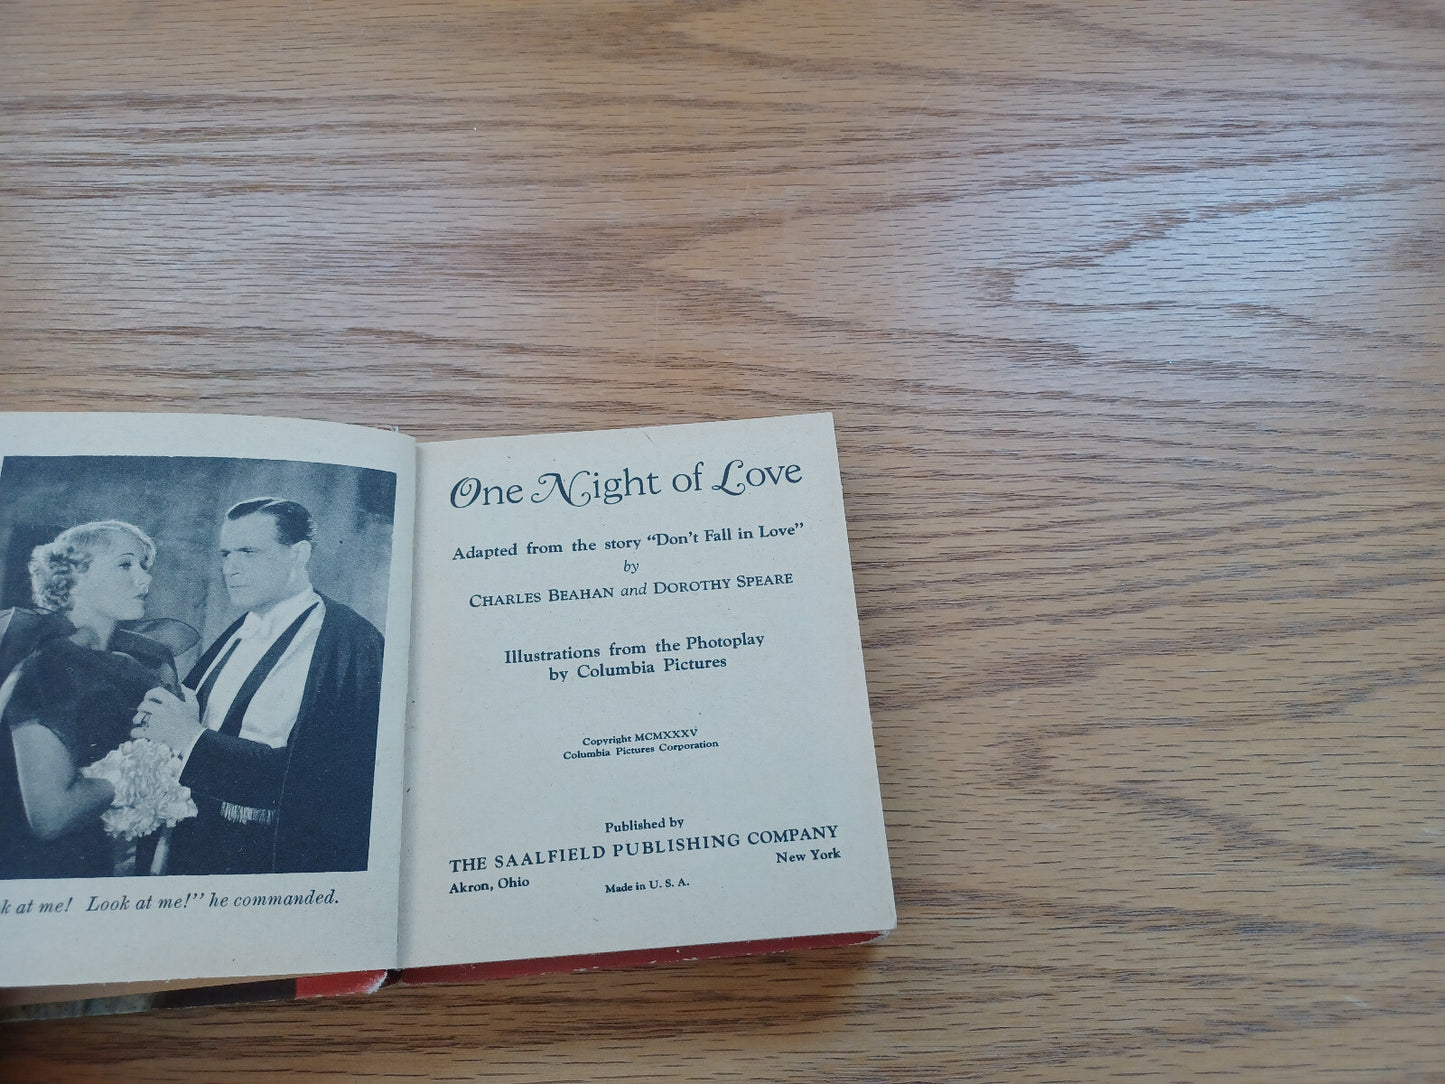 k at me! Look at me!" he commanded.
One Night of Love
Adapted from the story "Don't Fall in Love"
by
CHARLES BEAHAN and DOROTHY SPEARE
Illustrations from the Photoplay
by Columbia Pictures
Copyright MCMXXXV
Columbia Pictures Corporation
Published by
THE SAALFIELD PUBLISHING COMPANY
Akron, Ohio Made in U. S. A. New York